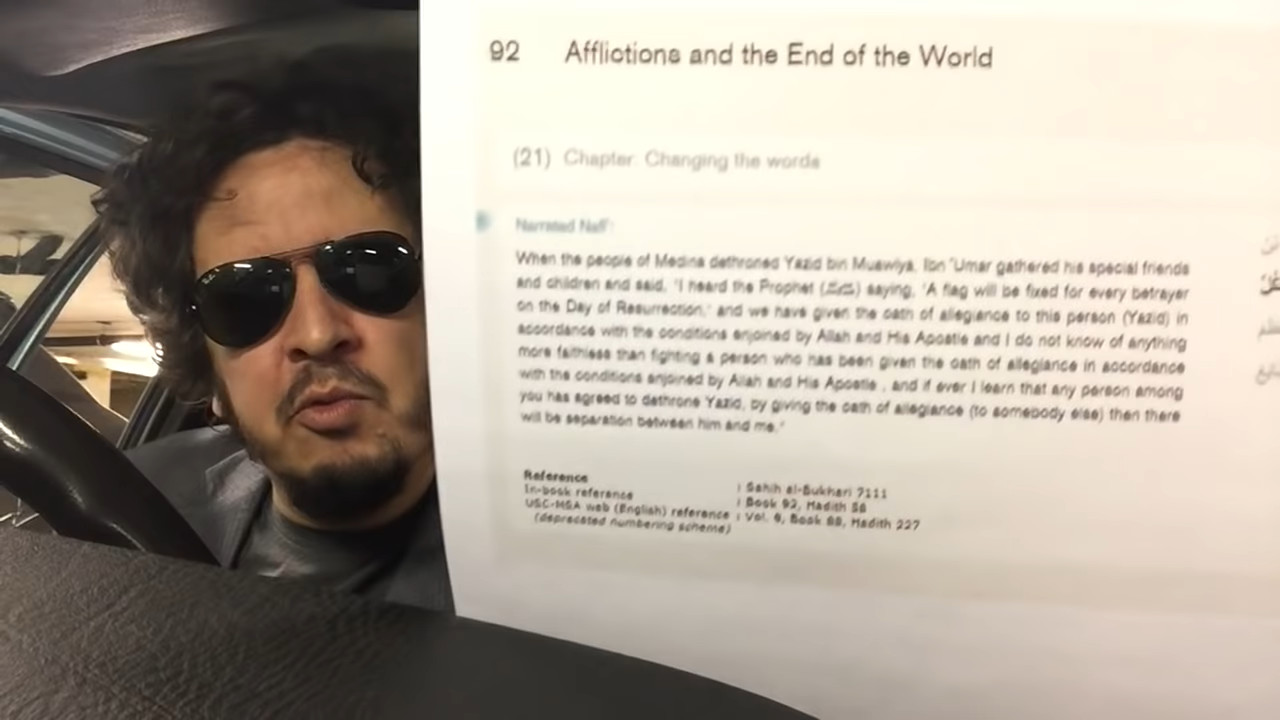 92 Afflictions and the End of the World
(21) Chapter: Changing the words
Narrated Nafi':
When the people of Medina dethroned Yazid bin Muawiya, Ibn 'Umar gathered his special friends
and children and said, "I heard the Prophet (ﷺ) saying, 'A flag will be fixed for every betrayer
on the Day of Resurrection,' and we have given the oath of allegiance to this person (Yazid) in
accordance with the conditions enjoined by Allah and His Apostle and I do not know of anything
more faithless than fighting a person who has been given the oath of allegiance in accordance
with the conditions enjoined by Allah and His Apostle , and if ever I learn that any person among
you has agreed to dethrone Yazid, by giving the oath of allegiance (to somebody else) then there
will be separation between him and me."
Reference : Sahih al-Bukhari 7111
In-book reference : Book 92, Hadith 58
USC-MSA web (English) reference : Vol. 9, Book 88, Hadith 227
(deprecated numbering scheme)